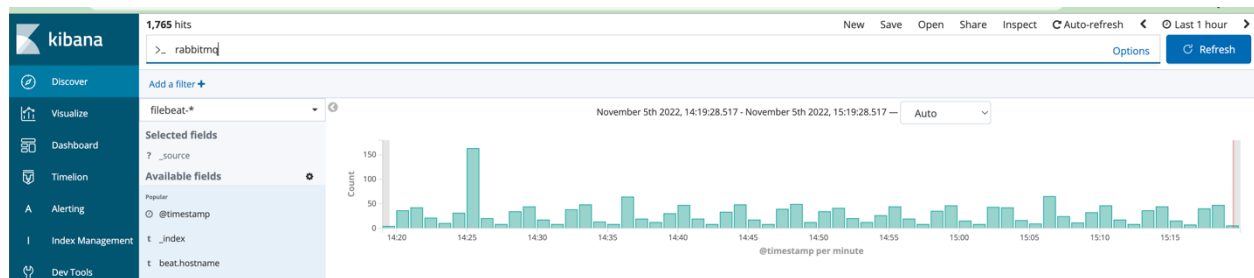 1,765 hits
New Save Open Share Inspect Auto-refresh Last 1 hour
kibana
>_ rabbitmq
Options
Refresh
Discover
Add a filter +
Visualize
filebeat-*
November 5th 2022, 14:19:28.517 - November 5th 2022, 15:19:28.517 —
Auto
Selected fields
Dashboard
? _source
Available fields
Timelion
Popular
@timestamp
A Alerting
t _index
I Index Management
t beat.hostname
Dev Tools
Count
150
100
50
0
14:20 14:25 14:30 14:35 14:40 14:45 14:50 14:55 15:00 15:05 15:10 15:15
@timestamp per minute